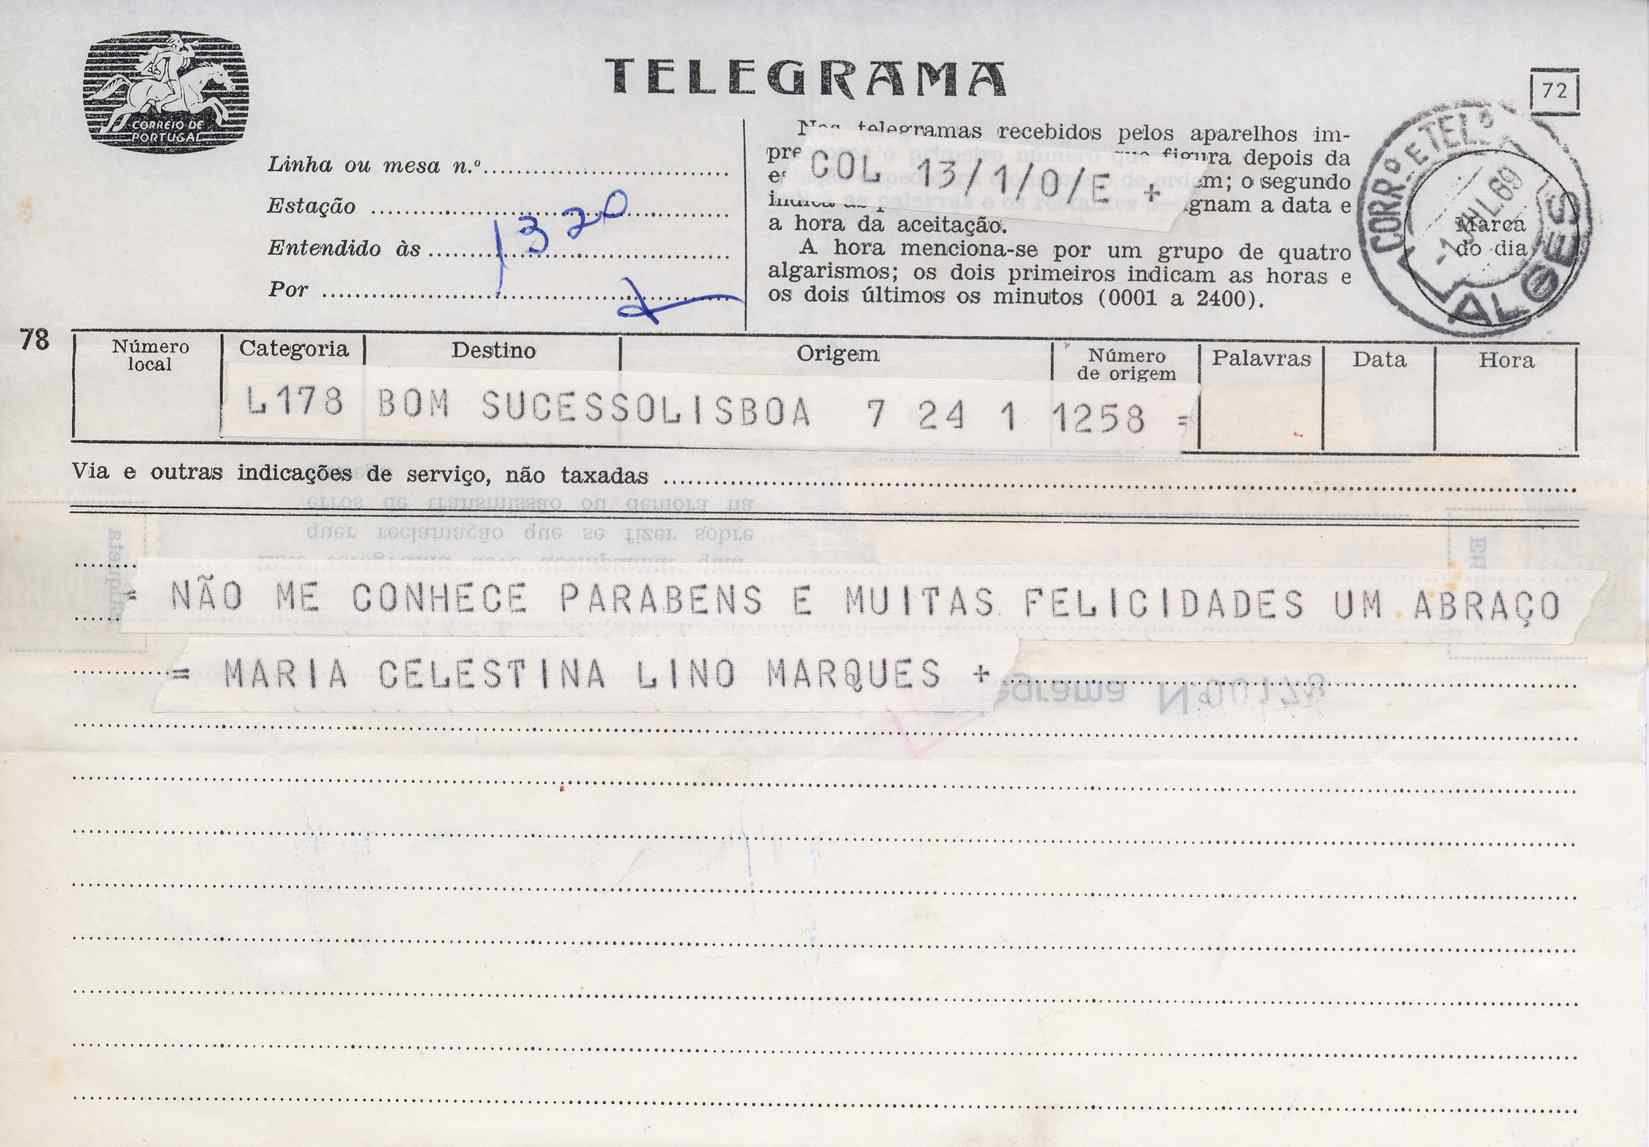 CORREIO DE
PORTUGAL
TELEGRAMA
72
Linha ou mesa n.º
Estação
Entendido às
1320
Por
Nos telegramas recebidos pelos aparelhos im-
figura depois da
COL 13/1/0/E +
o segundo
gnam a data e
a hora da aceitação.
A hora menciona-se por um grupo de quatro
algarismos; os dois primeiros indicam as horas e
os dois últimos os minutos (0001 a 2400).
CORRº E TELº
-1 JUL. 69
ALGÉS
Marca
do dia
78
Número
local
Categoria
Destino
Origem
Número
de origem
Palavras
Data
Hora
L178 BOM SUCESSOLISBOA 7 24 1 1258 =
Via e outras indicações de serviço, não taxadas
= NÃO ME CONHECE PARABENS E MUITAS FELICIDADES UM ABRAÇO
= MARIA CELESTINA LINO MARQUES +